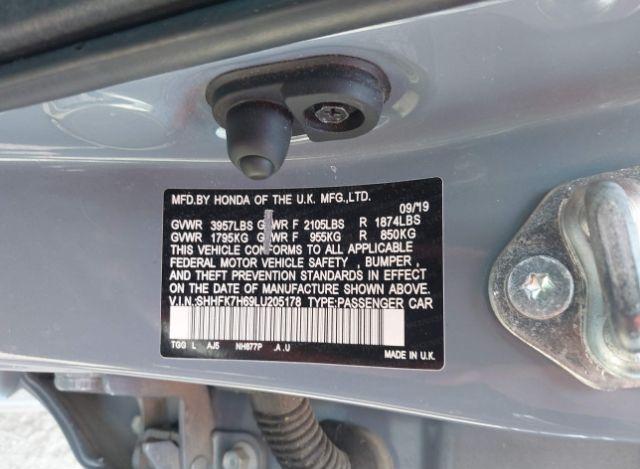 MFD.BY HONDA OF THE U.K. MFG.,LTD.
09/'19
GVWR 3957LBS GAWR F 2105LBS R 1874LBS
GVWR 1795KG GAWR F 955KG R 850KG
THIS VEHICLE CONFORMS TO ALL APPLICABLE
FEDERAL MOTOR VEHICLE SAFETY , BUMPER ,
AND THEFT PREVENTION STANDARDS IN EFFECT
ON THE DATE OF MANUFACTURE SHOWN ABOVE.
V.I.N.:SHHFK7H69LU205178 TYPE:PASSENGER CAR
TGG L AJ5 NH877P .A .U
MADE IN U.K.